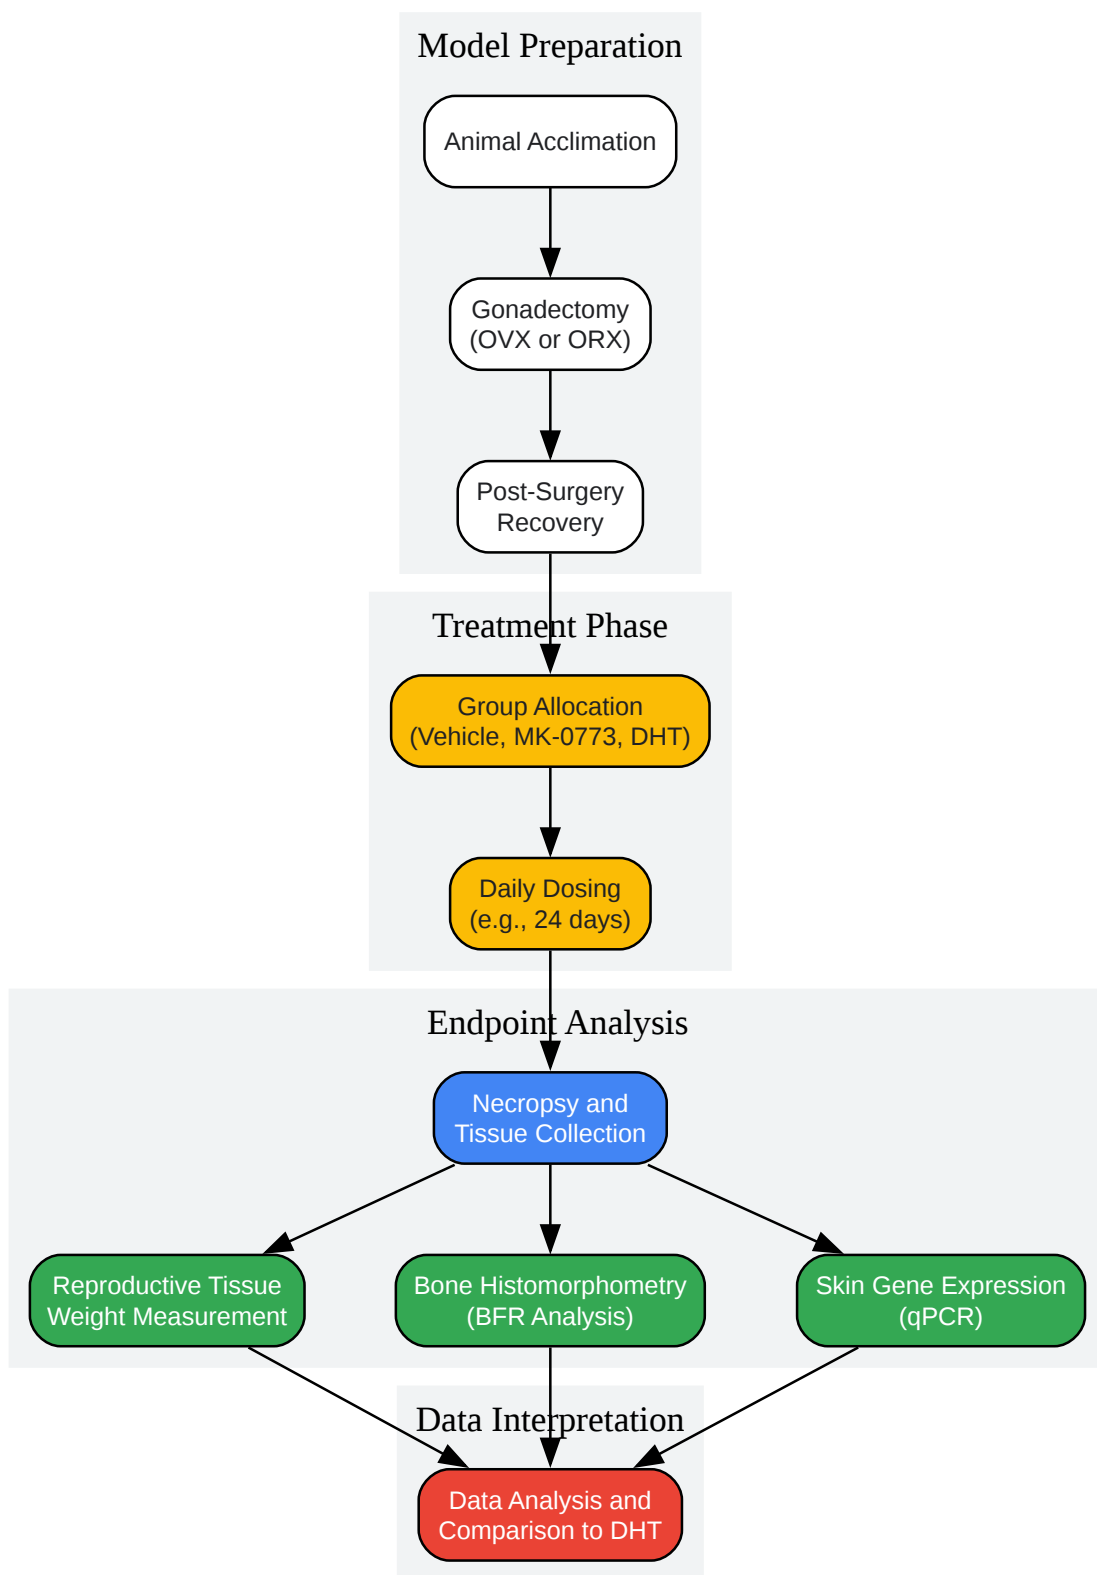 Model Preparation
Animal Acclimation
Gonadectomy
(OVX or ORX)
Post-Surgery
Recovery
Treatment Phase
Group Allocation
(Vehicle, MK-0773, DHT)
Daily Dosing
(e.g., 24 days)
Endpoint Analysis
Necropsy and
Tissue Collection
Reproductive Tissue
Weight Measurement
Bone Histomorphometry
(BFR Analysis)
Skin Gene Expression
(qPCR)
Data Interpretation
Data Analysis and
Comparison to DHT